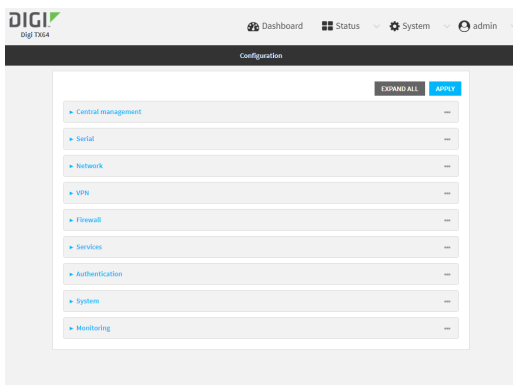 DIGI
Digi TX64
Dashboard Status System admin
Configuration
EXPAND ALL APPLY
Central management
Serial
Network
VPN
Firewall
Services
Authentication
System
Monitoring